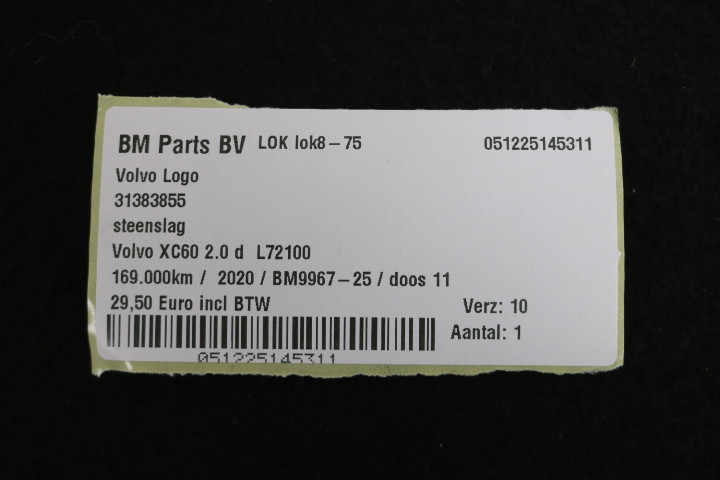 BM Parts BV LOK lok8-75 051225145311
Volvo Logo
31383855
steenslag
Volvo XC60 2.0 d L72100
169.000km / 2020 / BM9967-25 / doos 11
29,50 Euro incl BTW Verz: 10
Aantal: 1
051225145311